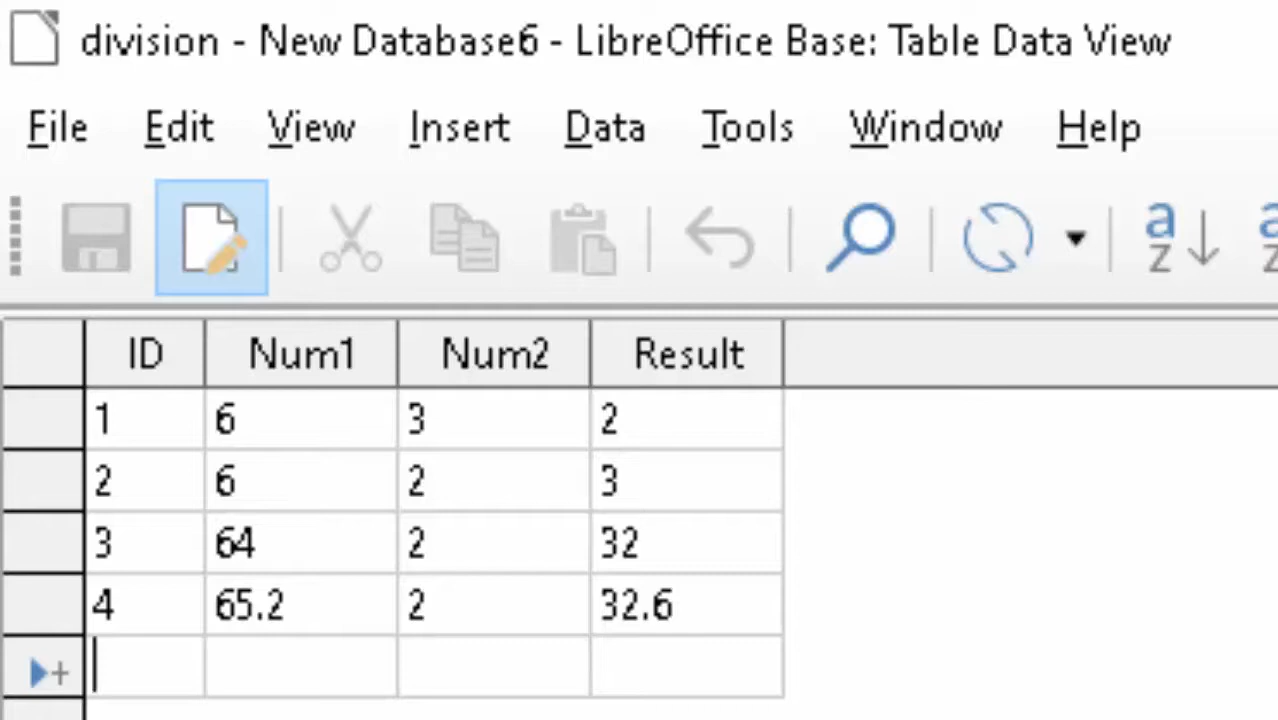 division - New Database6 - LibreOffice Base: Table Data View
File Edit View Insert Data Tools Window Help
a
z
a
z
ID Num1 Num2 Result
1 6 3 2
2 6 2 3
3 64 2 32
4 65.2 2 32.6